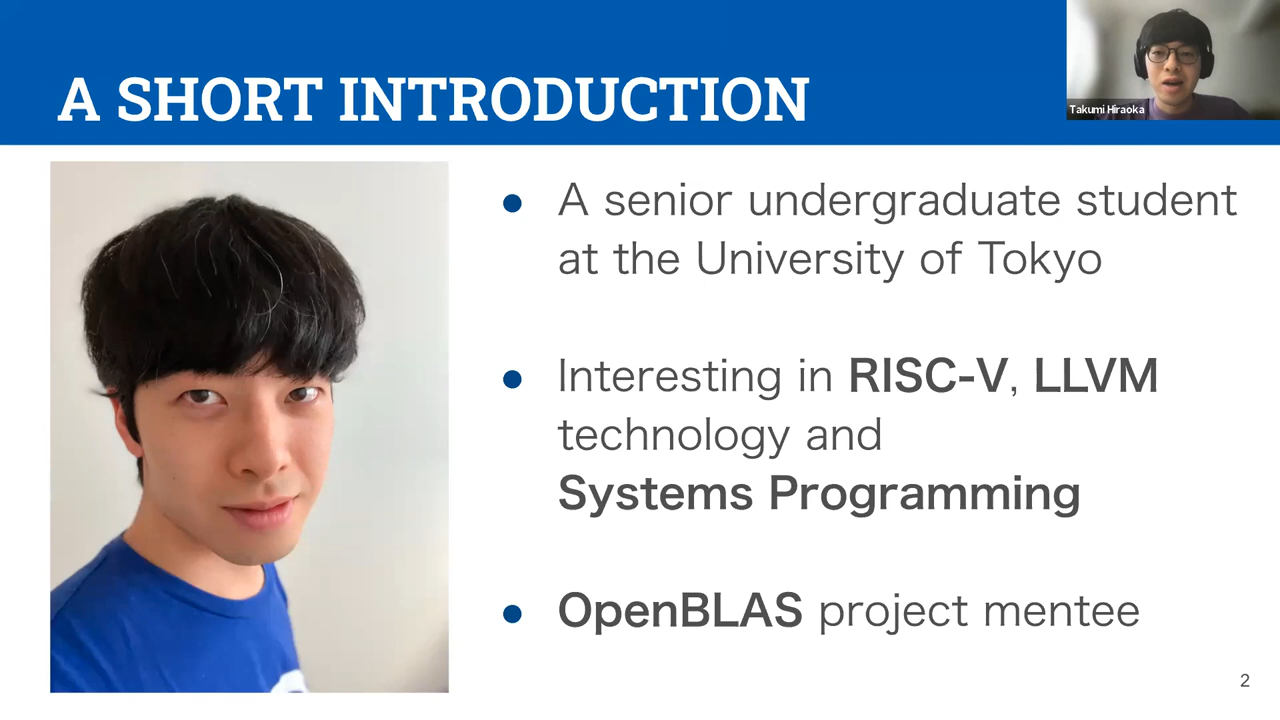 A SHORT INTRODUCTION
Takumi Hiraoka
● A senior undergraduate student
at the University of Tokyo
● Interesting in RISC-V, LLVM
technology and
Systems Programming
● OpenBLAS project mentee
2